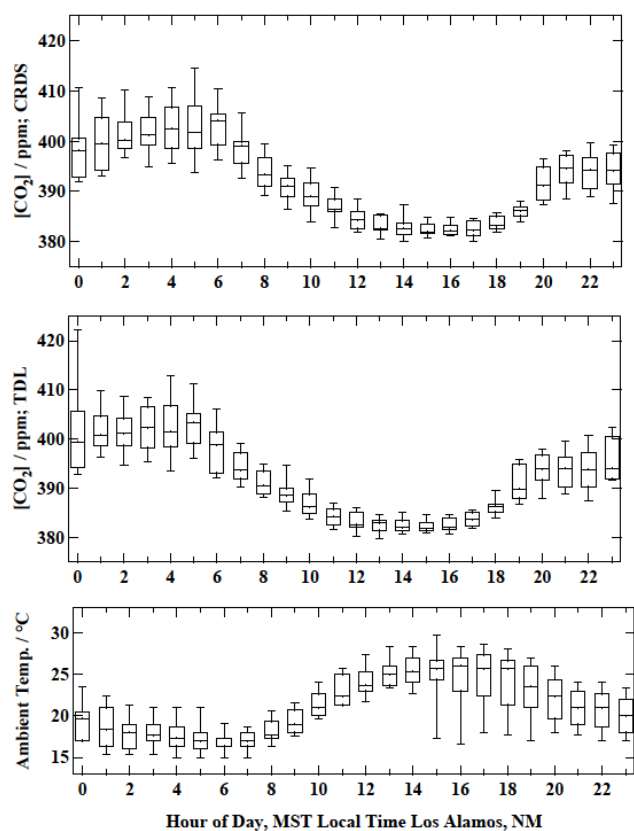 [CO2] / ppm; CRDS
420
410
400
390
380
0 2 4 6 8 10 12 14 16 18 20 22
[CO2] / ppm; TDL
420
410
400
390
380
0 2 4 6 8 10 12 14 16 18 20 22
Ambient Temp. / °C
30
25
20
15
0 2 4 6 8 10 12 14 16 18 20 22
Hour of Day, MST Local Time Los Alamos, NM